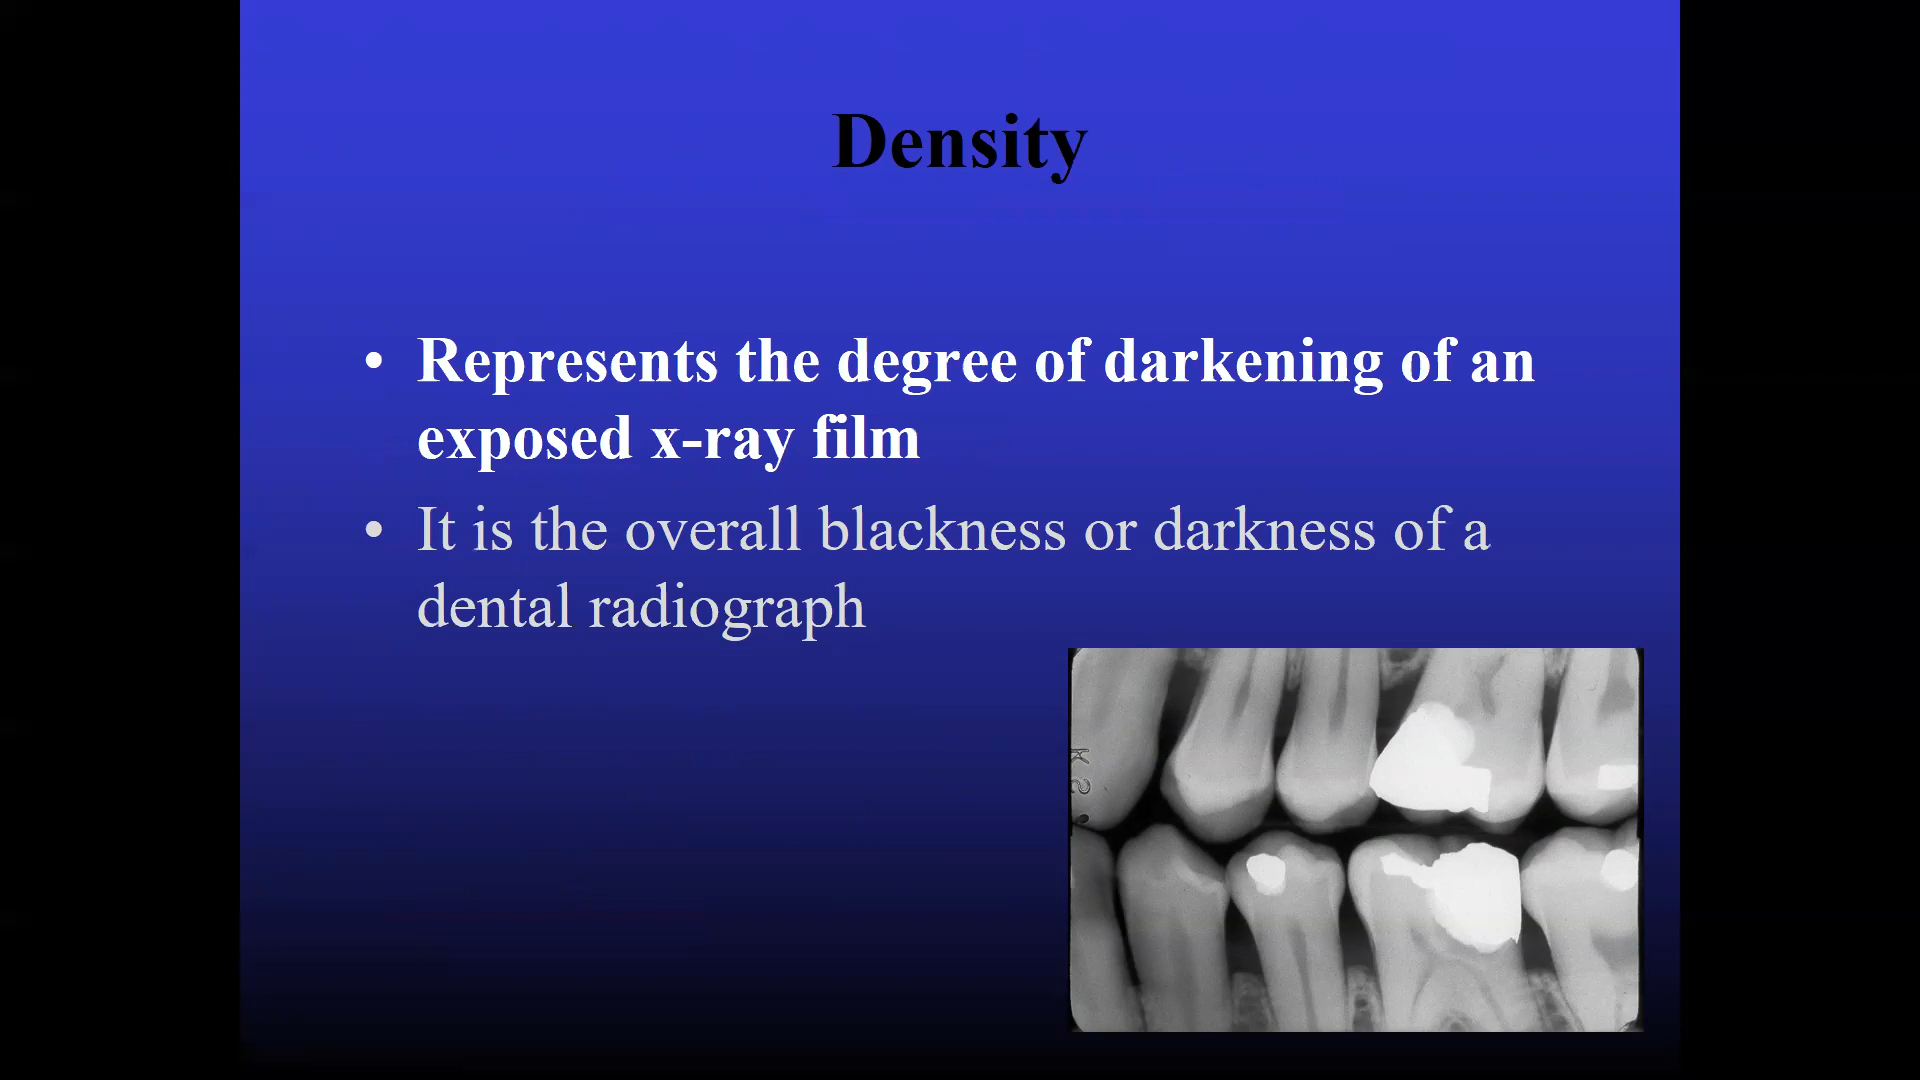 Density
• Represents the degree of darkening of an
exposed x-ray film
• It is the overall blackness or darkness of a
dental radiograph